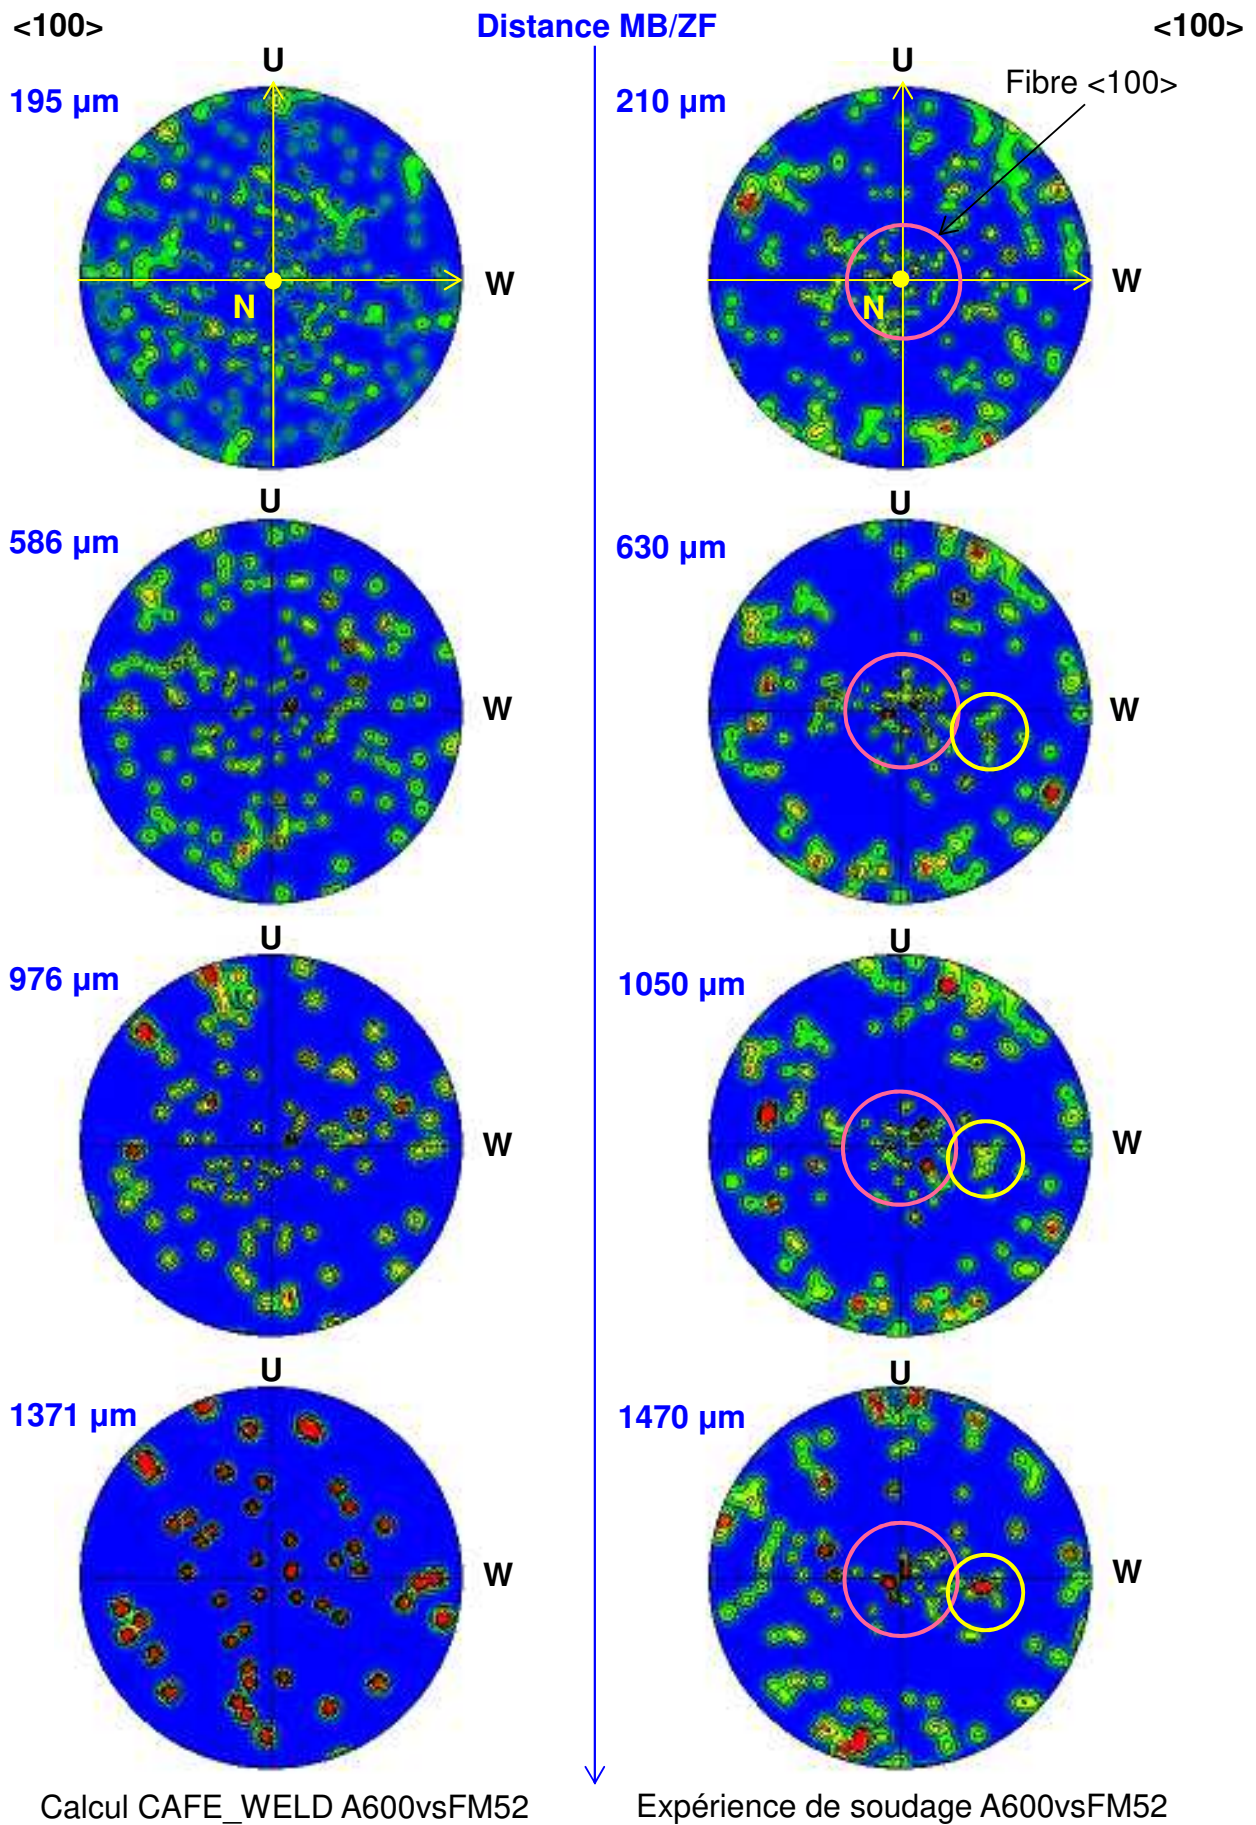 <100> Distance MB/ZF <100>
U U
Fibre <100>
195 µm 210 µm
W W
N N
U U
586 µm 630 µm
W W
U U
976 µm 1050 µm
W W
U U
1371 µm 1470 µm
W W
Calcul CAFE_WELD A600vsFM52 Expérience de soudage A600vsFM52